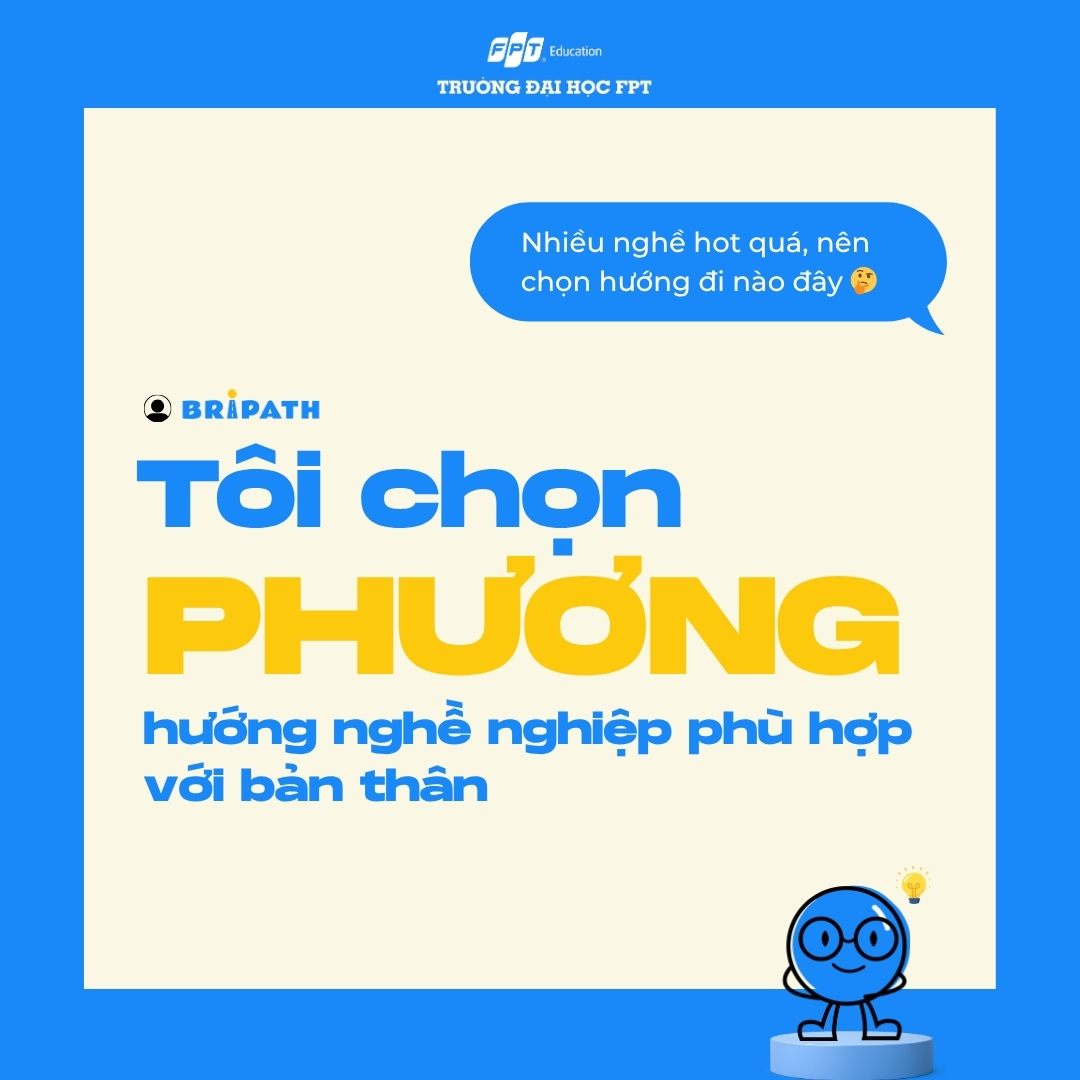 FPT Education
TRƯỜNG ĐẠI HỌC FPT
Nhiều nghề hot quá, nên
chọn hướng đi nào đây 🤔
BRIPATH
Tôi chọn
PHƯƠNG
hướng nghề nghiệp phù hợp
với bản thân